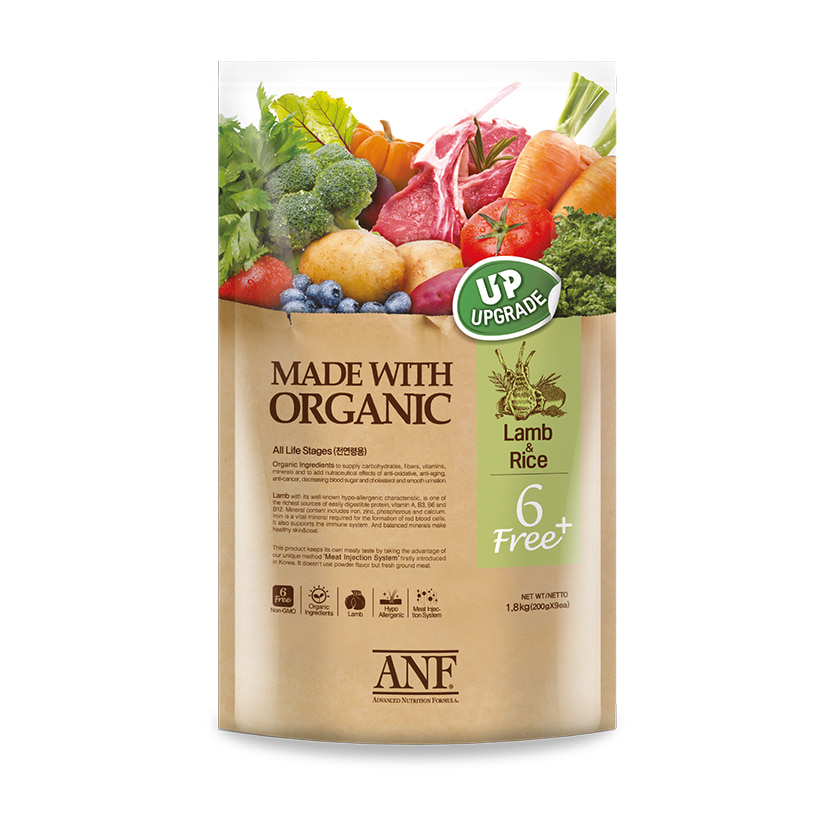 UP
UPGRADE
MADE WITH
ORGANIC
All Life Stages (전연령용)
Organic Ingredients to supply carbohydrates, fibers, vitamins,
minerals and to add nutraceutical effects of anti-oxidative, anti-aging,
anti-cancer, decreasing blood sugar and cholesterol and smooth urination.
Lamb with its well-known hypo-allergenic characteristic, is one of
the richest sources of easily digestible protein, vitamin A, B3, B6 and
B12. Mineral content includes iron, zinc, phosphorous and calcium.
Iron is a vital mineral required for the formation of red blood cells.
It also supports the immune system. And balanced minerals make
healthy skin&coat.
This product keeps its own meaty taste by taking the advantage of
our unique method "Meat Injection System" firstly introduced
in Korea. It doesn't use powder flavor but fresh ground meat.
Lamb
&
Rice
6
Free+
6
Free
Non-GMO
Organic
Ingredients
Lamb
Hypo
Allergenic
Meat Injec-
tion System
NET WT/NETTO
1.8kg(200gX9ea)
ANF®
ADVANCED NUTRITION FORMULA™